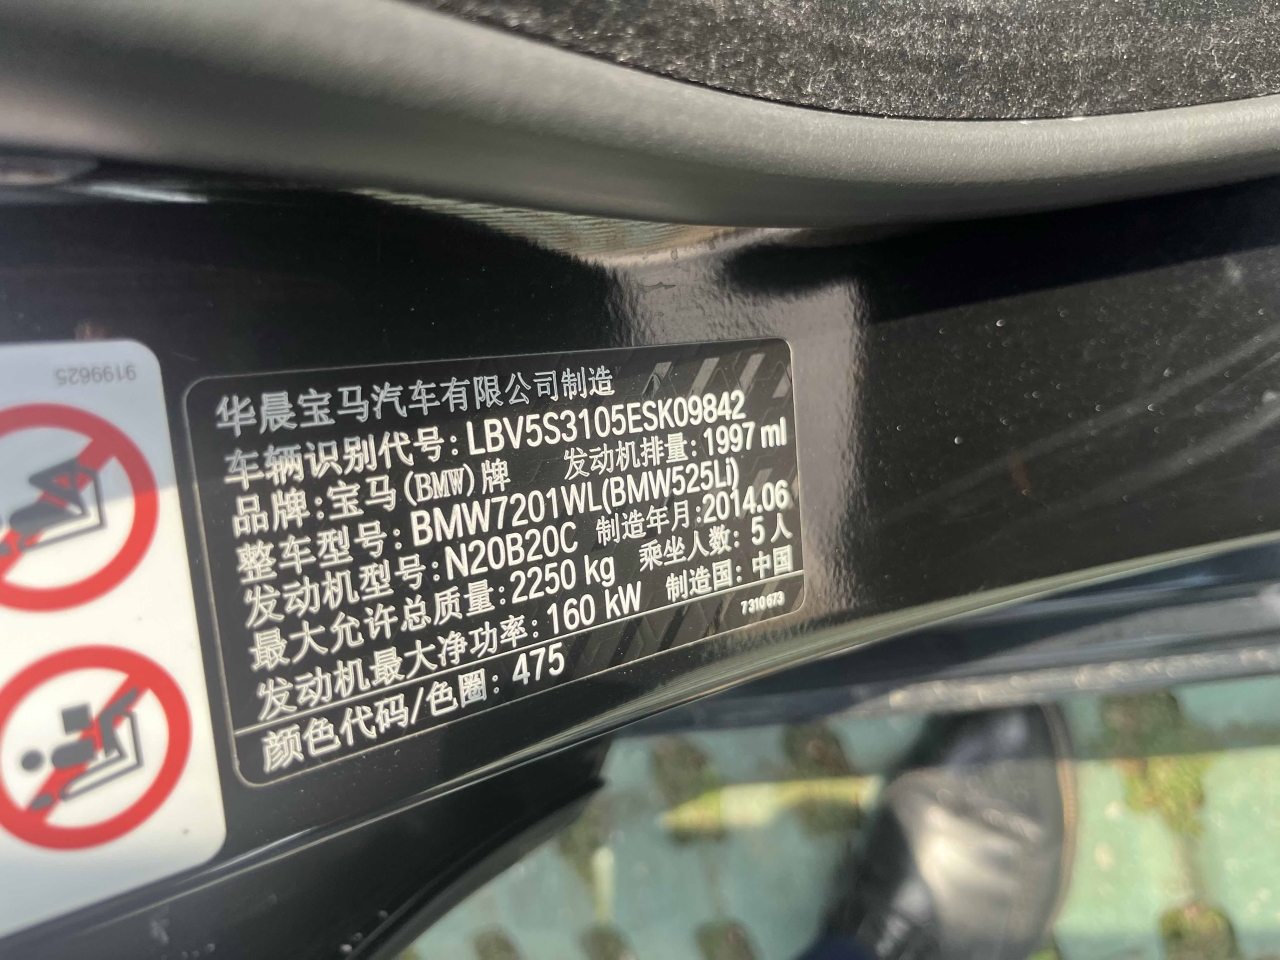 9199625
华晨宝马汽车有限公司制造
车辆识别代号: LBV5S3105ESK09842
品牌: 宝马(BMW)牌 发动机排量: 1997 ml
整车型号: BMW7201WL(BMW525Li)
发动机型号: N20B20C 制造年月: 2014.06
最大允许总质量: 2250 kg 乘坐人数: 5 人
发动机最大净功率: 160 kW 制造国: 中国
颜色代码/色圈: 475
7310673